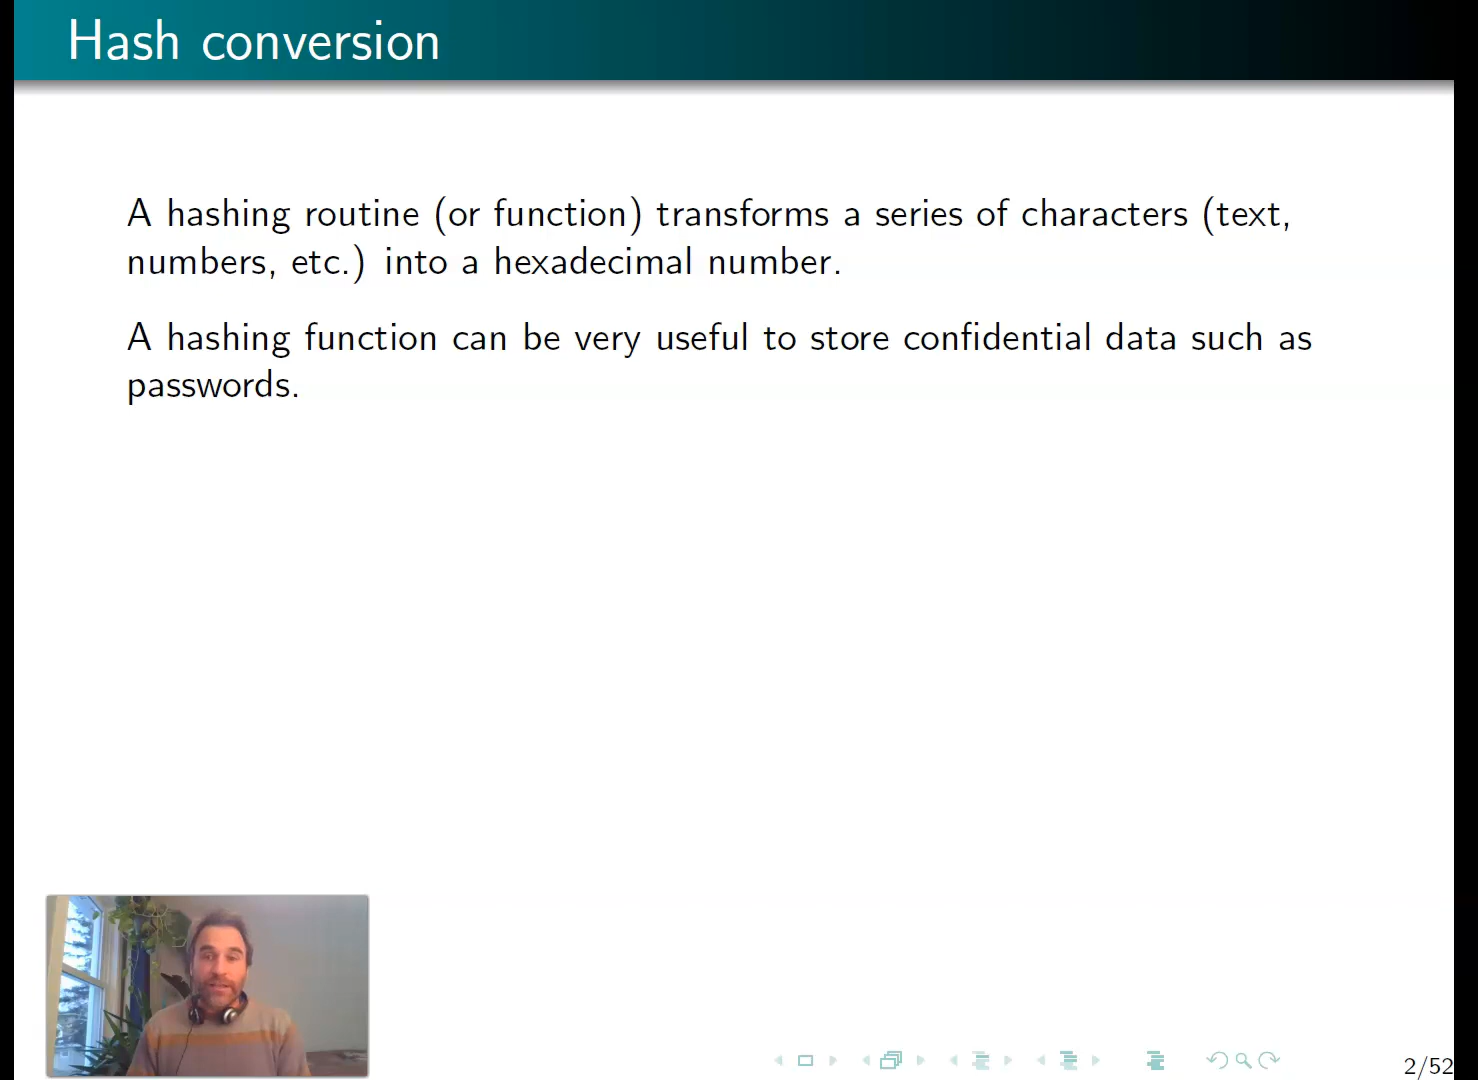 Hash conversion
A hashing routine (or function) transforms a series of characters (text,
numbers, etc.) into a hexadecimal number.
A hashing function can be very useful to store confidential data such as
passwords.
2/52